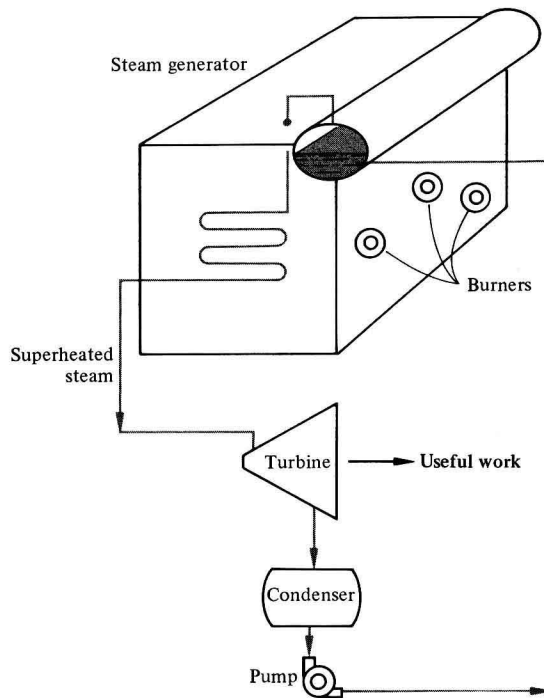 Steam generator
Burners
Superheated
steam
Turbine
Useful work
Condenser
Pump